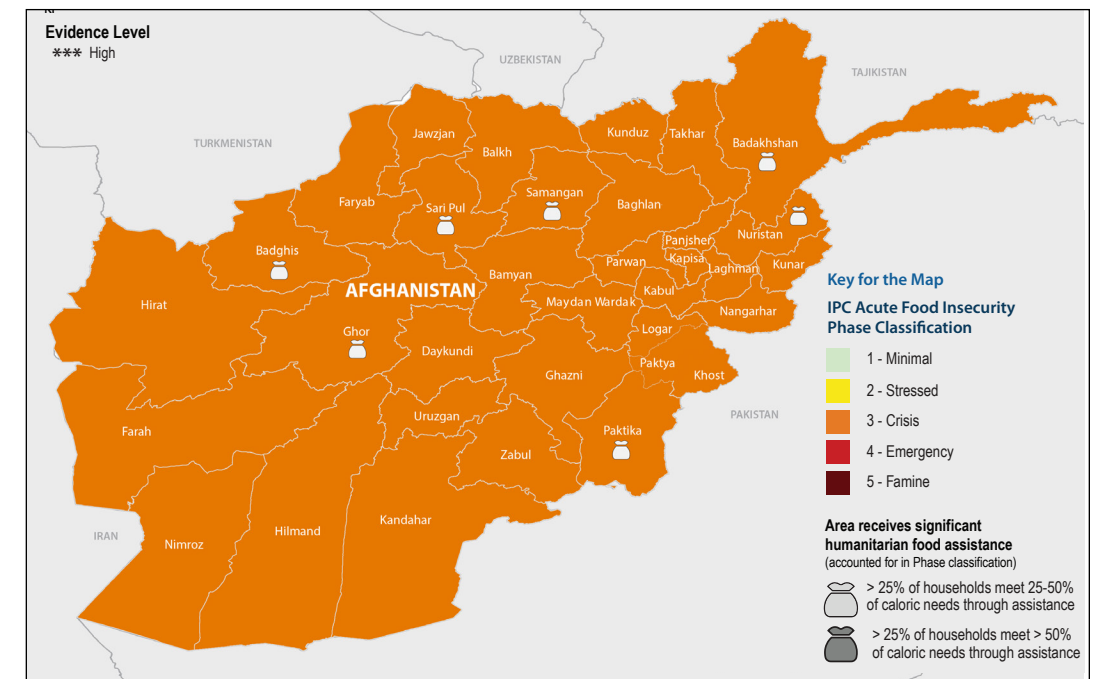 Evidence Level
*** High
UZBEKISTAN
TAJIKISTAN
TURKMENISTAN
Jawzjan
Kunduz
Takhar
Badakhshan
Balkh
Samangan
Faryab
Sari Pul
Baghlan
Nuristan
Panjsher
Badghis
Parwan
Kapisa
Laghman
Kunar
Bamyan
AFGHANISTAN
Kabul
Hirat
Maydan Wardak
Nangarhar
Ghor
Logar
Daykundi
Paktya
Ghazni
Khost
Uruzgan
PAKISTAN
Farah
Paktika
Zabul
Kandahar
Hilmand
IRAN
Nimroz
Key for the Map
IPC Acute Food Insecurity
Phase Classification
1 - Minimal
2 - Stressed
3 - Crisis
4 - Emergency
5 - Famine
Area receives significant
humanitarian food assistance
(accounted for in Phase classification)
> 25% of households meet 25-50%
of caloric needs through assistance
> 25% of households meet > 50%
of caloric needs through assistance